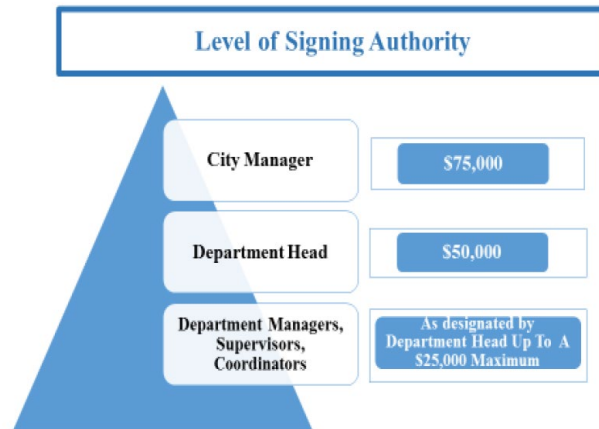 Level of Signing Authority
City Manager
$75,000
Department Head
$50,000
Department Managers,
Supervisors,
Coordinators
As designated by
Department Head Up To A
$25,000 Maximum